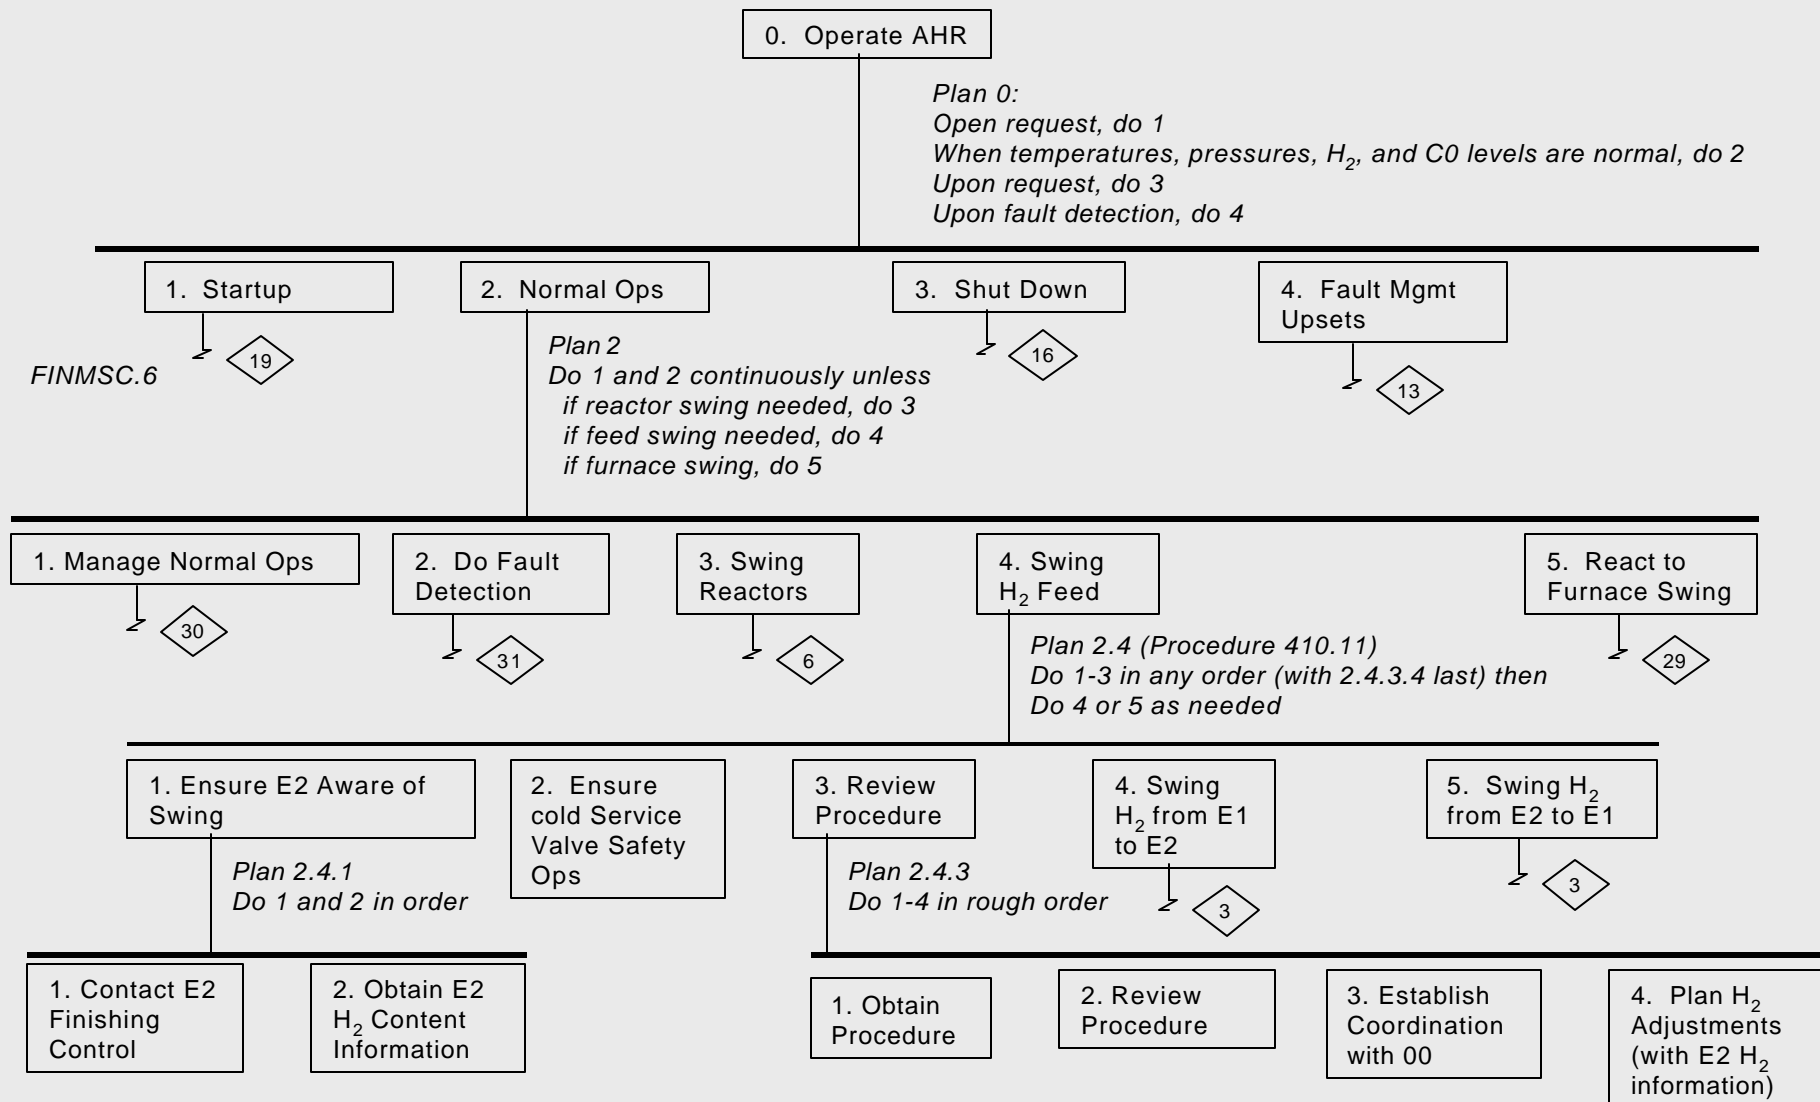 0. Operate AHR
Plan 0:
Open request, do 1
When temperatures, pressures, H2, and C0 levels are normal, do 2
Upon request, do 3
Upon fault detection, do 4
1. Startup
2. Normal Ops
3. Shut Down
4. Fault Mgmt
Upsets
19
16
13
FINMSC.6
Plan 2
Do 1 and 2 continuously unless
if reactor swing needed, do 3
if feed swing needed, do 4
if furnace swing, do 5
1. Manage Normal Ops
2. Do Fault
Detection
3. Swing
Reactors
4. Swing
H2 Feed
5. React to
Furnace Swing
30
31
6
29
Plan 2.4 (Procedure 410.11)
Do 1-3 in any order (with 2.4.3.4 last) then
Do 4 or 5 as needed
1. Ensure E2 Aware of
Swing
2. Ensure
cold Service
Valve Safety
Ops
3. Review
Procedure
4. Swing
H2 from E1
to E2
5. Swing H2
from E2 to E1
Plan 2.4.1
Do 1 and 2 in order
Plan 2.4.3
Do 1-4 in rough order
3
3
1. Contact E2
Finishing
Control
2. Obtain E2
H2 Content
Information
1. Obtain
Procedure
2. Review
Procedure
3. Establish
Coordination
with 00
4. Plan H2
Adjustments
(with E2 H2
information)